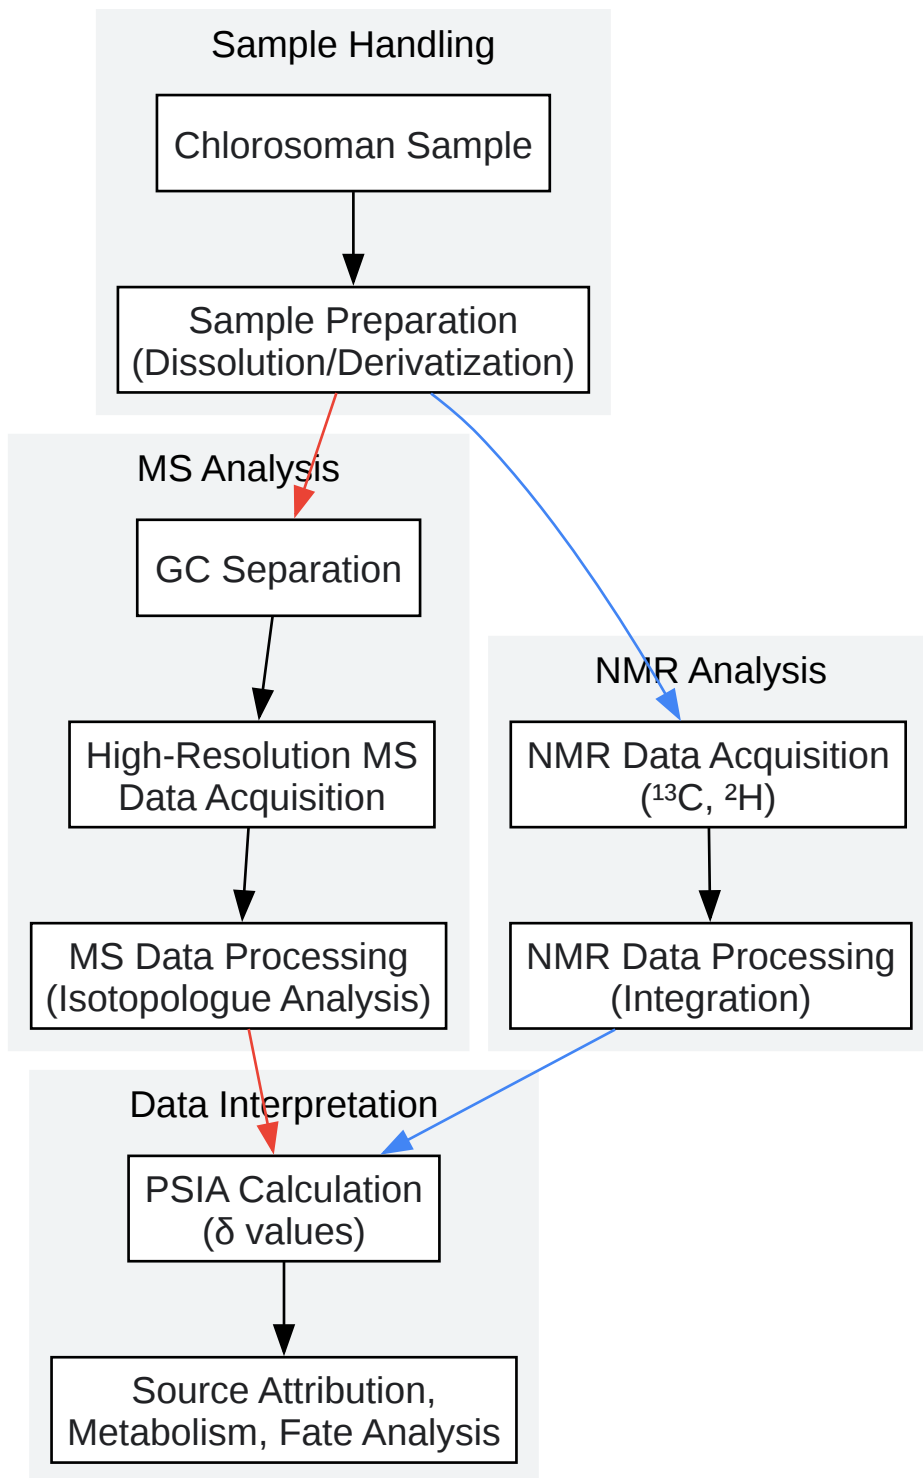 Sample Handling
Chlorosoman Sample
Sample Preparation
(Dissolution/Derivatization)
MS Analysis
GC Separation
High-Resolution MS
Data Acquisition
MS Data Processing
(Isotopologue Analysis)
NMR Analysis
NMR Data Acquisition
(¹³C, ²H)
NMR Data Processing
(Integration)
Data Interpretation
PSIA Calculation
(δ values)
Source Attribution,
Metabolism, Fate Analysis